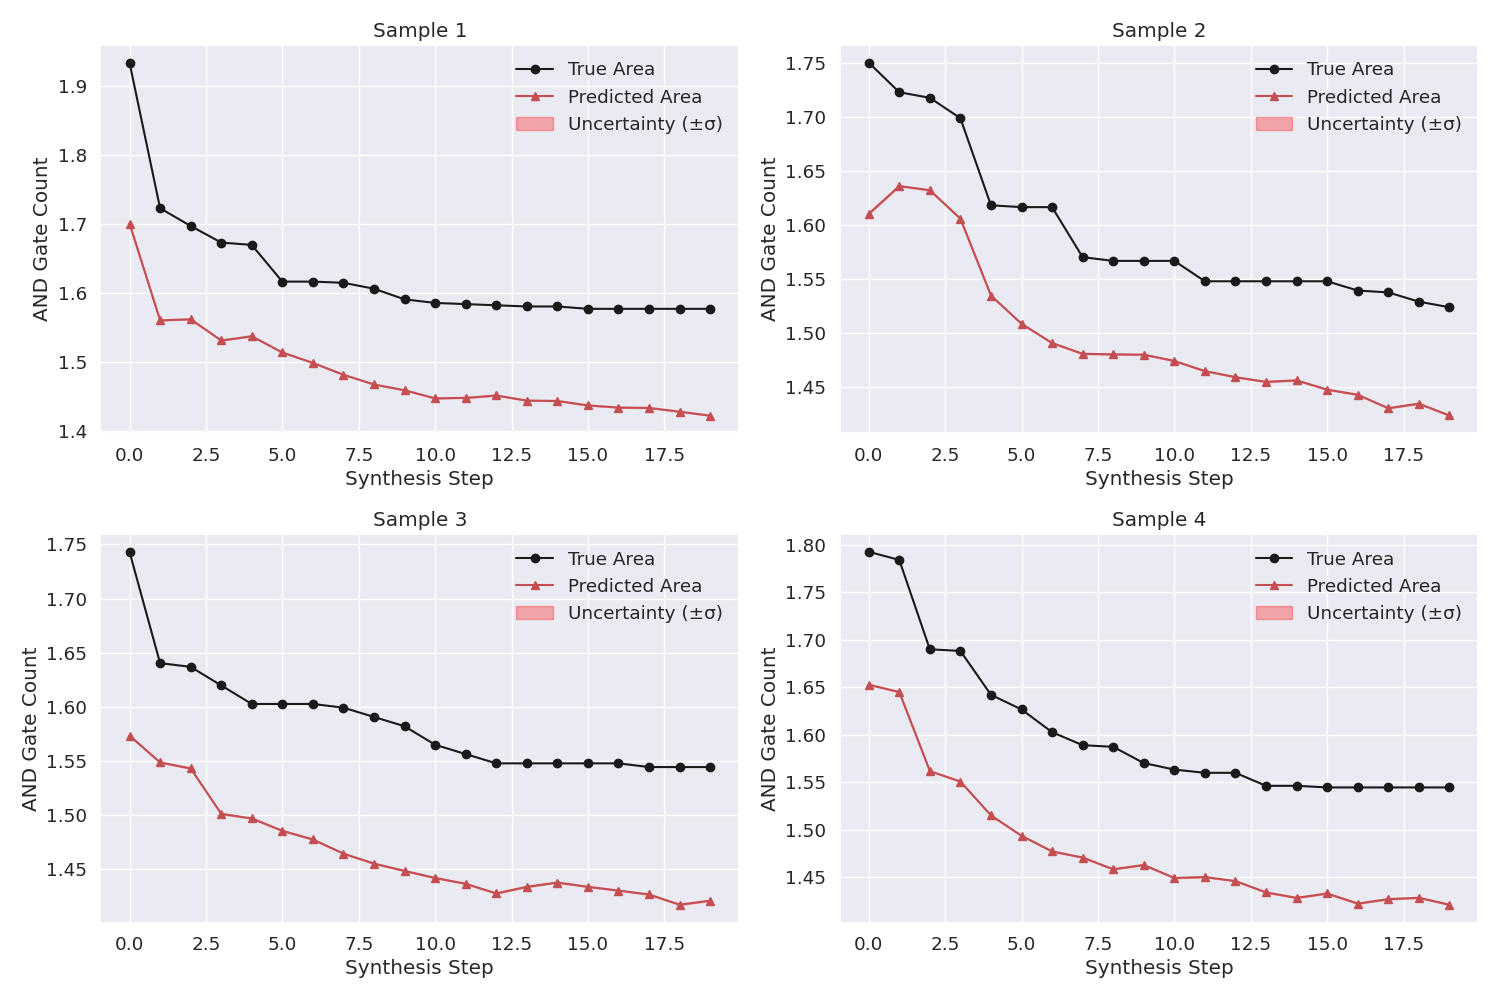 Sample 1
True Area
Predicted Area
Uncertainty (±σ)
AND Gate Count
1.9
1.8
1.7
1.6
1.5
1.4
0.0 2.5 5.0 7.5 10.0 12.5 15.0 17.5
Synthesis Step
Sample 2
True Area
Predicted Area
Uncertainty (±σ)
AND Gate Count
1.75
1.70
1.65
1.60
1.55
1.50
1.45
0.0 2.5 5.0 7.5 10.0 12.5 15.0 17.5
Synthesis Step
Sample 3
True Area
Predicted Area
Uncertainty (±σ)
AND Gate Count
1.75
1.70
1.65
1.60
1.55
1.50
1.45
0.0 2.5 5.0 7.5 10.0 12.5 15.0 17.5
Synthesis Step
Sample 4
True Area
Predicted Area
Uncertainty (±σ)
AND Gate Count
1.80
1.75
1.70
1.65
1.60
1.55
1.50
1.45
0.0 2.5 5.0 7.5 10.0 12.5 15.0 17.5
Synthesis Step